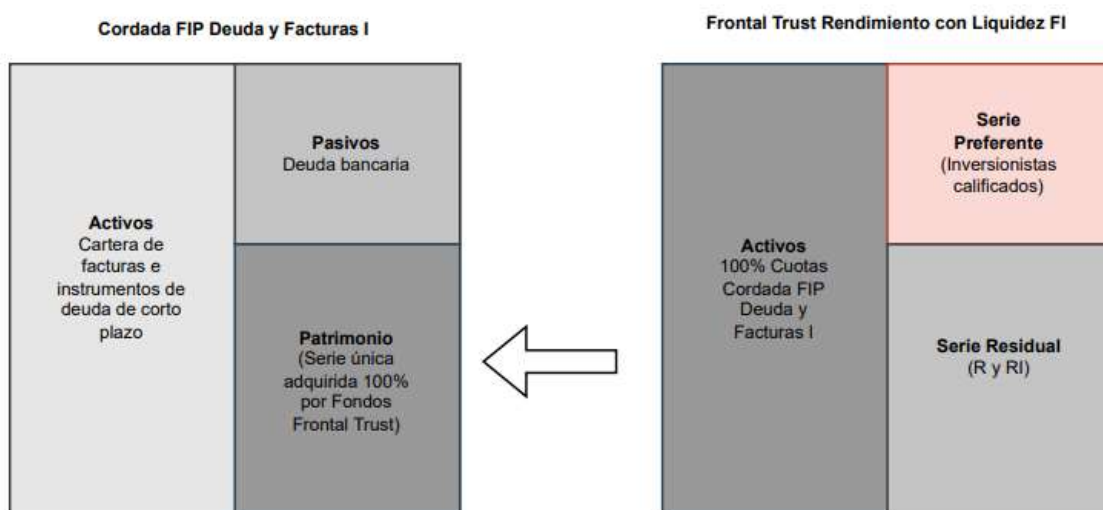 Cordada FIP Deuda y Facturas I
Activos
Cartera de
facturas e
instrumentos de
deuda de corto
plazo
Pasivos
Deuda bancaria
Patrimonio
(Serie única
adquirida 100%
por Fondos
Frontal Trust)
Frontal Trust Rendimiento con Liquidez FI
Activos
100% Cuotas
Cordada FIP
Deuda y
Facturas I
Serie
Preferente
(Inversionistas
calificados)
Serie Residual
(R y RI)